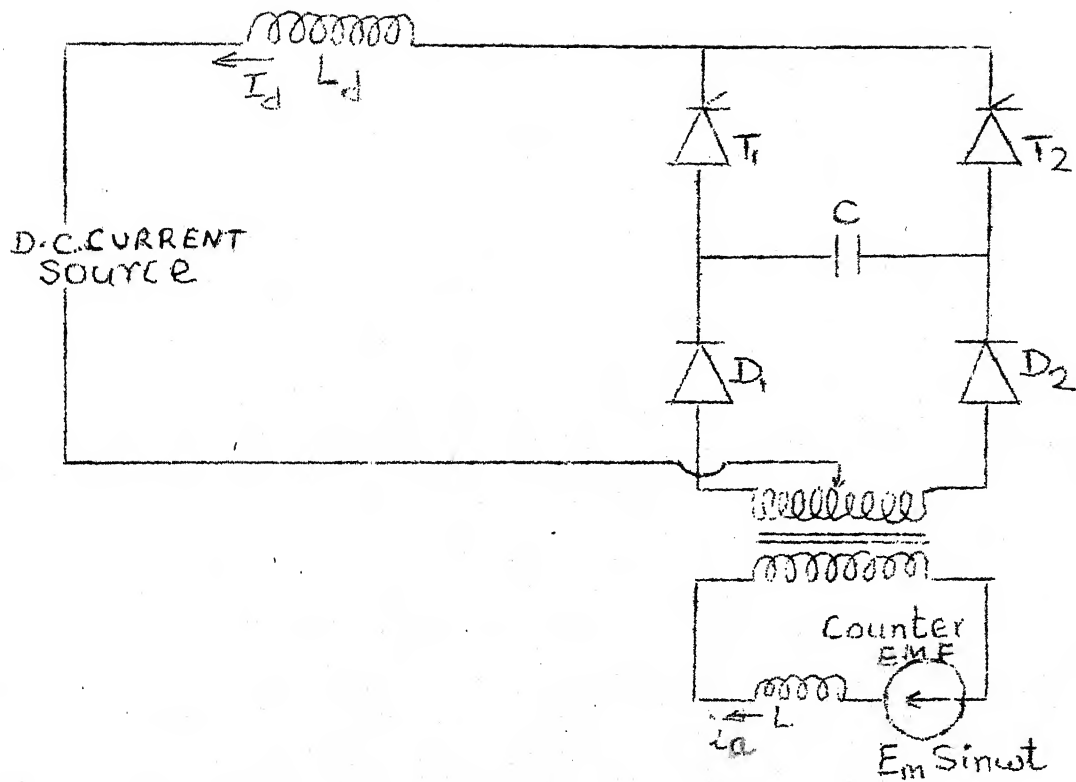 I_d
L_d
T_1
T_2
C
D.C. CURRENT
Source
D_1
D_2
Counter
EMF
i_a
L
E_m Sinωt